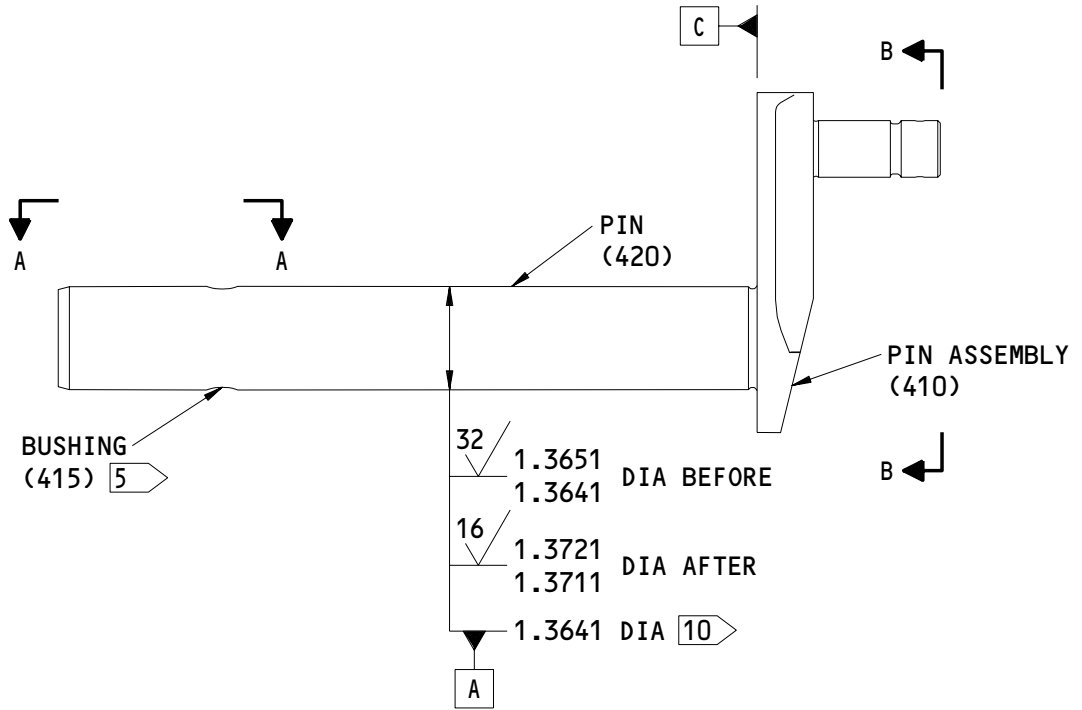 C
B
A
A
PIN
(420)
PIN ASSEMBLY
(410)
BUSHING
(415) 5
32
1.3651
1.3641
DIA BEFORE
B
16
1.3721
1.3711
DIA AFTER
1.3641 DIA 10
A